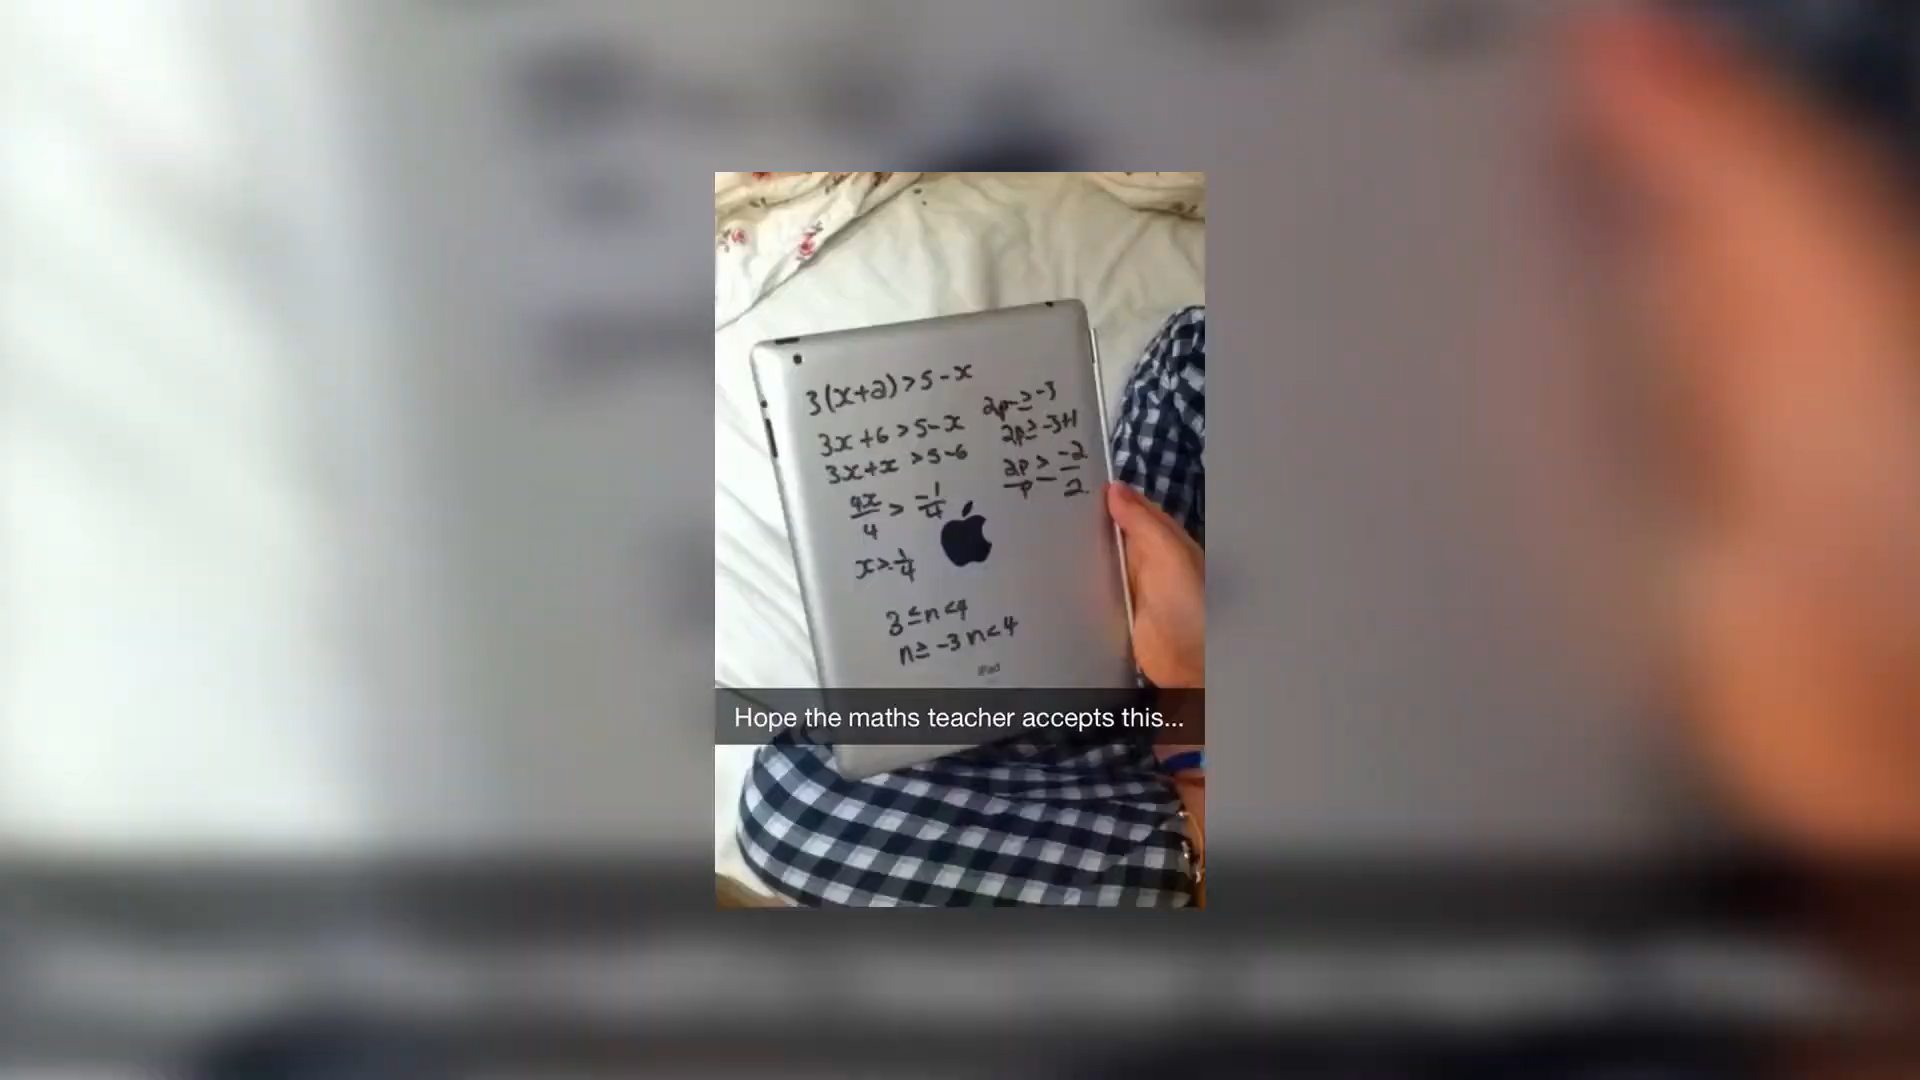 3(x+2)>5-x
3x+6>5-x
3x+x >5-6
4x/4 > -1/4
x>-1/4
2p-≥-3
2p≥-3+1
2p/p ≥ -2/2
3≤n<4
n≥-3 n<4
iPad
Hope the maths teacher accepts this...